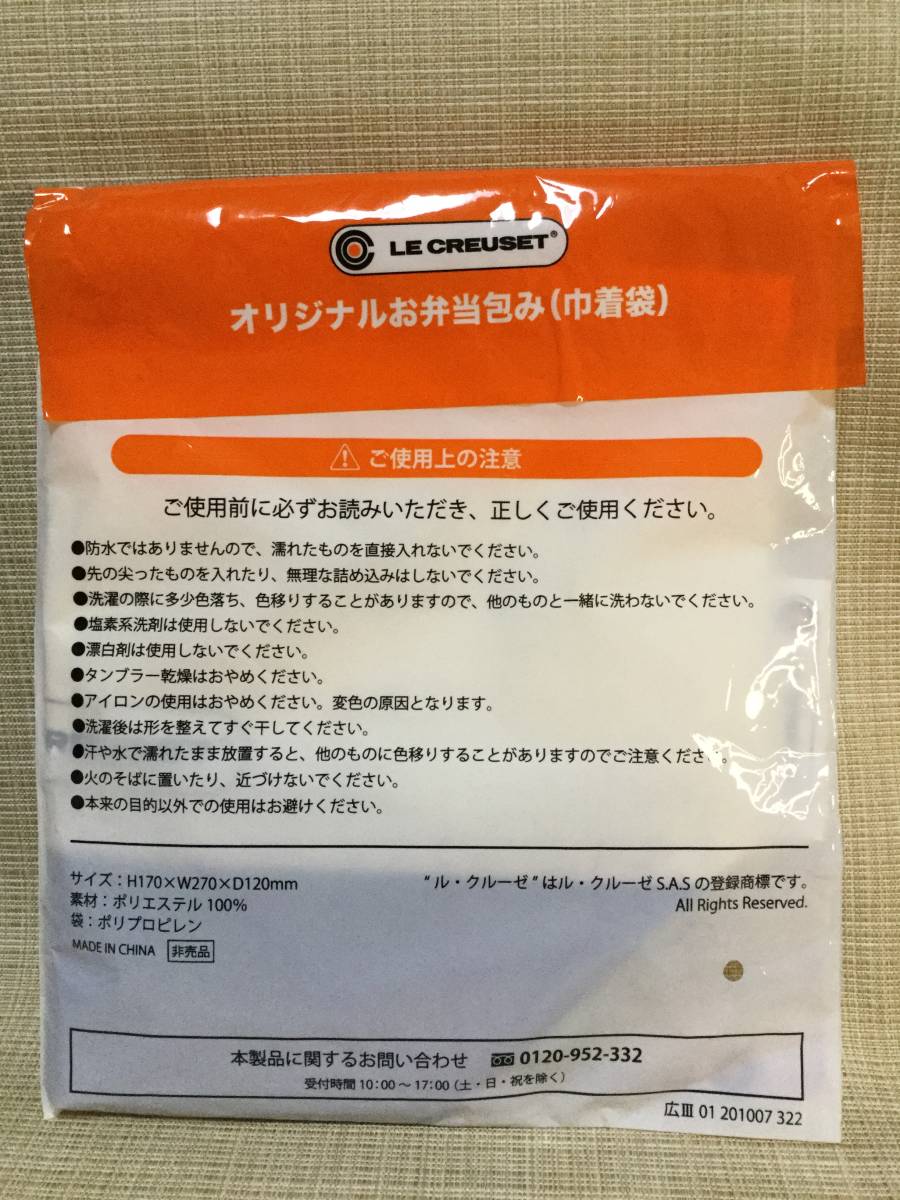 LE CREUSET®
オリジナルお弁当包み(巾着袋)
⚠ ご使用上の注意
ご使用前に必ずお読みいただき、正しくご使用ください。
●防水ではありませんので、濡れたものを直接入れないでください。
●先の尖ったものを入れたり、無理な詰め込みはしないでください。
●洗濯の際に多少色落ち、色移りすることがありますので、他のものと一緒に洗わないでください。
●塩素系洗剤は使用しないでください。
●漂白剤は使用しないでください。
●タンブラー乾燥はおやめください。
●アイロンの使用はおやめください。変色の原因となります。
●洗濯後は形を整えてすぐ干してください。
●汗や水で濡れたまま放置すると、他のものに色移りすることがありますのでご注意ください。
●火のそばに置いたり、近づけないでください。
●本来の目的以外での使用はお避けください。
サイズ：H170×W270×D120mm
素材：ポリエステル 100%
袋：ポリプロピレン
MADE IN CHINA 非売品
“ル・クルーゼ”はル・クルーゼ S.A.S の登録商標です。
All Rights Reserved.
本製品に関するお問い合わせ 0120-952-332
受付時間 10：00～17：00（土・日・祝を除く）
広Ⅲ 01 201007 322